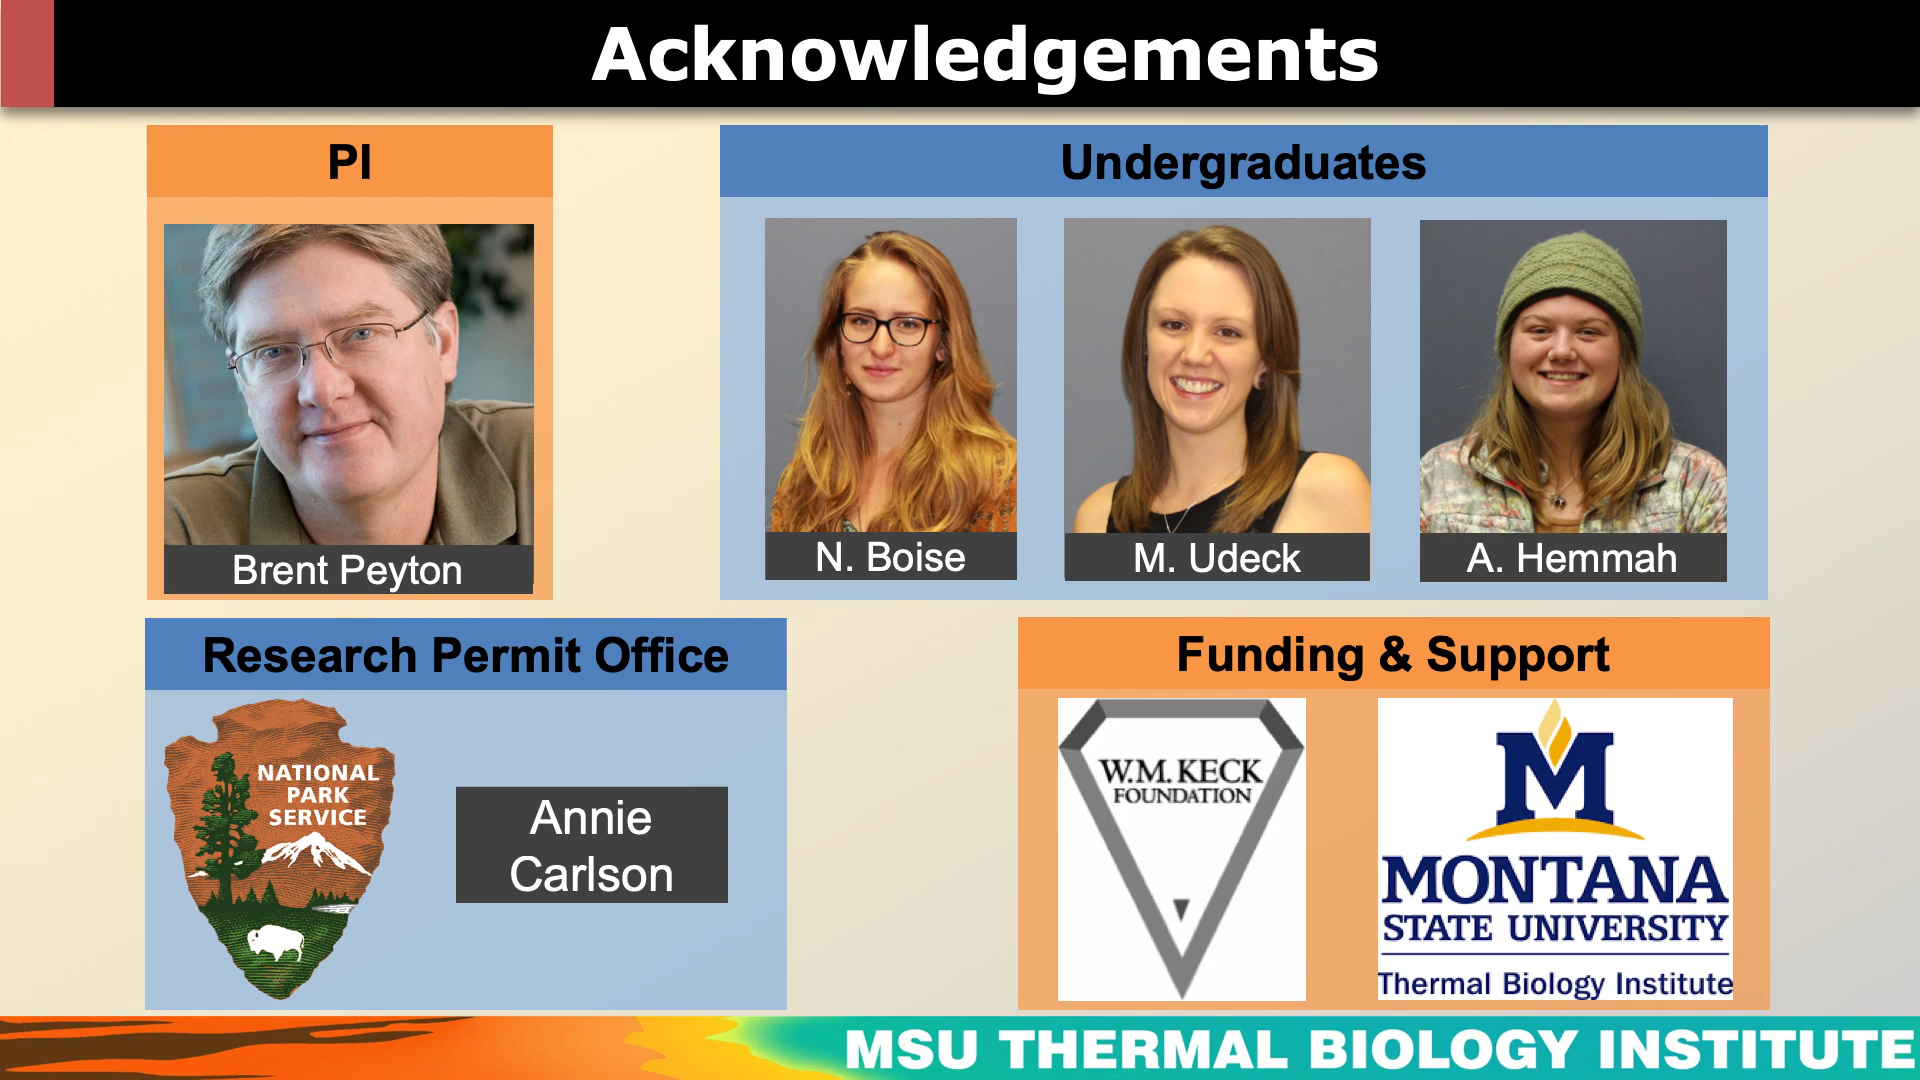 Acknowledgements
PI
Brent Peyton
Undergraduates
N. Boise
M. Udeck
A. Hemmah
Research Permit Office
NATIONAL
PARK
SERVICE
Annie
Carlson
Funding & Support
W.M. KECK
FOUNDATION
M
MONTANA
STATE UNIVERSITY
Thermal Biology Institute
MSU THERMAL BIOLOGY INSTITUTE